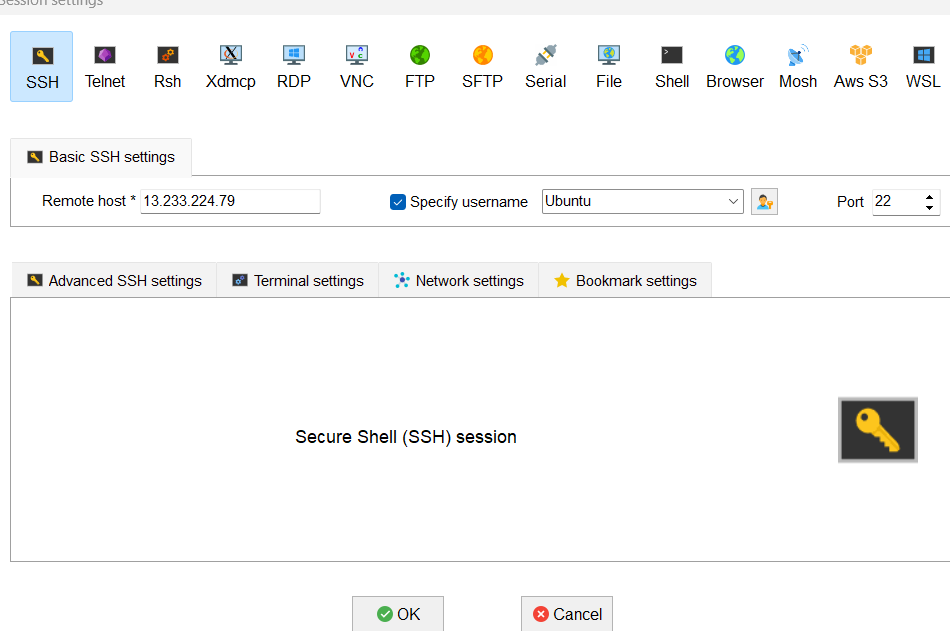 Session settings
SSH Telnet Rsh Xdmcp RDP VNC FTP SFTP Serial File Shell Browser Mosh Aws S3 WSL
Basic SSH settings
Remote host * 13.233.224.79 Specify username Ubuntu Port 22
Advanced SSH settings Terminal settings Network settings Bookmark settings
Secure Shell (SSH) session
OK Cancel